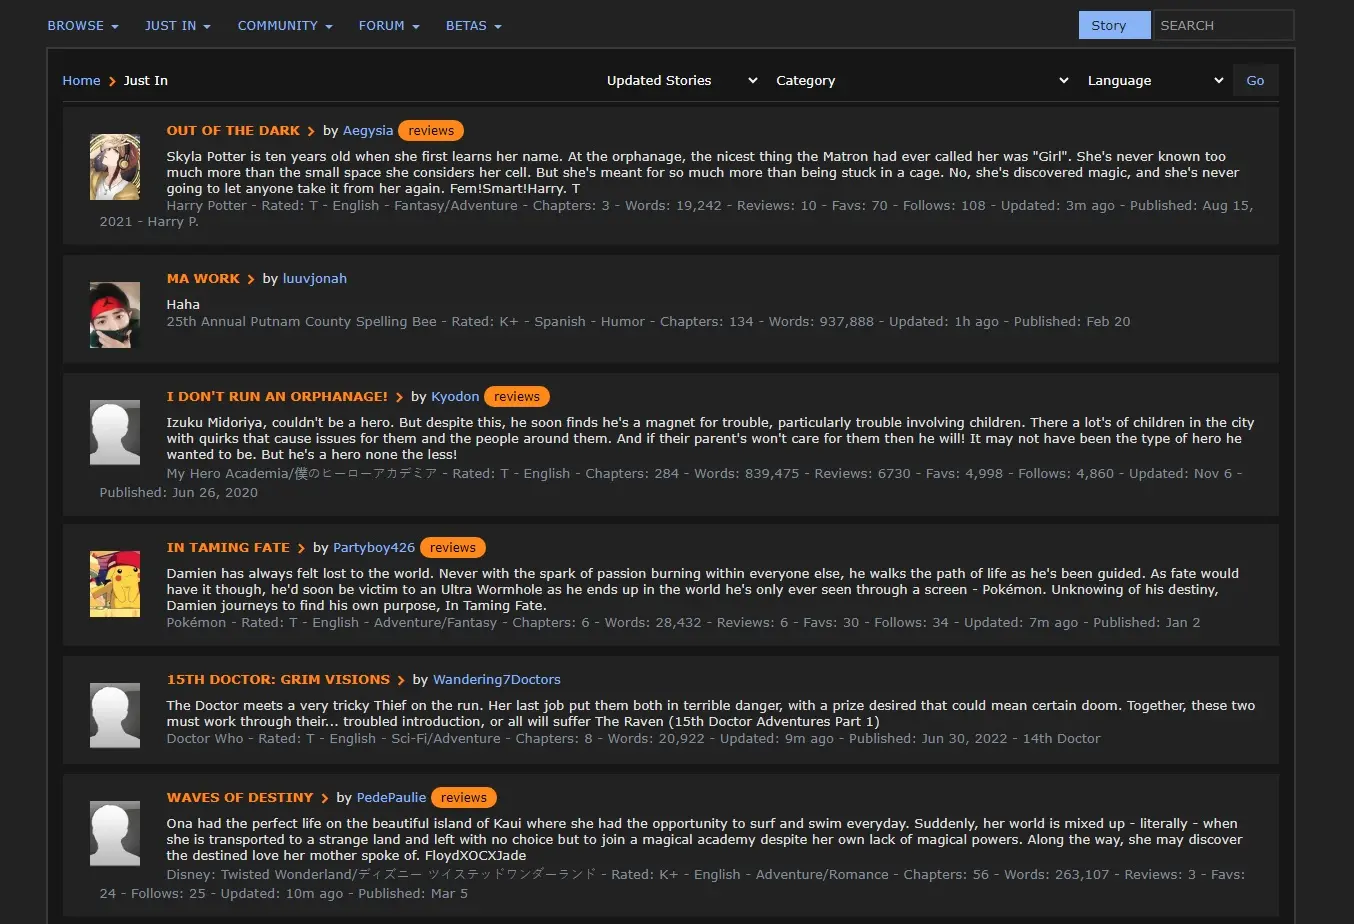 BROWSE JUST IN COMMUNITY FORUM BETAS Story SEARCH
Home Just In Updated Stories Category Language Go
OUT OF THE DARK by Aegysia reviews
Skyla Potter is ten years old when she first learns her name. At the orphanage, the nicest thing the Matron had ever called her was "Girl". She's never known too
much more than the small space she considers her cell. But she's meant for so much more than being stuck in a cage. No, she's discovered magic, and she's never
going to let anyone take it from her again. Fem!Smart!Harry. T
Harry Potter - Rated: T - English - Fantasy/Adventure - Chapters: 3 - Words: 19,242 - Reviews: 10 - Favs: 70 - Follows: 108 - Updated: 3m ago - Published: Aug 15,
2021 - Harry P.
MA WORK by luuvjonah
Haha
25th Annual Putnam County Spelling Bee - Rated: K+ - Spanish - Humor - Chapters: 134 - Words: 937,888 - Updated: 1h ago - Published: Feb 20
I DON'T RUN AN ORPHANAGE! by Kyodon reviews
Izuku Midoriya, couldn't be a hero. But despite this, he soon finds he's a magnet for trouble, particularly trouble involving children. There a lot's of children in the city
with quirks that cause issues for them and the people around them. And if their parent's won't care for them then he will! It may not have been the type of hero he
wanted to be. But he's a hero none the less!
My Hero Academia/僕のヒーローアカデミア - Rated: T - English - Chapters: 284 - Words: 839,475 - Reviews: 6730 - Favs: 4,998 - Follows: 4,860 - Updated: Nov 6 -
Published: Jun 26, 2020
IN TAMING FATE by Partyboy426 reviews
Damien has always felt lost to the world. Never with the spark of passion burning within everyone else, he walks the path of life as he's been guided. As fate would
have it though, he'd soon be victim to an Ultra Wormhole as he ends up in the world he's only ever seen through a screen - Pokémon. Unknowing of his destiny,
Damien journeys to find his own purpose, In Taming Fate.
Pokémon - Rated: T - English - Adventure/Fantasy - Chapters: 6 - Words: 28,432 - Reviews: 6 - Favs: 30 - Follows: 34 - Updated: 7m ago - Published: Jan 2
15TH DOCTOR: GRIM VISIONS by Wandering7Doctors
The Doctor meets a very tricky Thief on the run. Her last job put them both in terrible danger, with a prize desired that could mean certain doom. Together, these two
must work through their... troubled introduction, or all will suffer The Raven (15th Doctor Adventures Part 1)
Doctor Who - Rated: T - English - Sci-Fi/Adventure - Chapters: 8 - Words: 20,922 - Updated: 9m ago - Published: Jun 30, 2022 - 14th Doctor
WAVES OF DESTINY by PedePaulie reviews
Ona had the perfect life on the beautiful island of Kaui where she had the opportunity to surf and swim everyday. Suddenly, her world is mixed up - literally - when
she is transported to a strange land and left with no choice but to join a magical academy despite her own lack of magical powers. Along the way, she may discover
the destined love her mother spoke of. FloydXOCXJade
Disney: Twisted Wonderland/ディズニー ツイステッドワンダーランド - Rated: K+ - English - Adventure/Romance - Chapters: 56 - Words: 263,107 - Reviews: 3 - Favs:
24 - Follows: 25 - Updated: 10m ago - Published: Mar 5